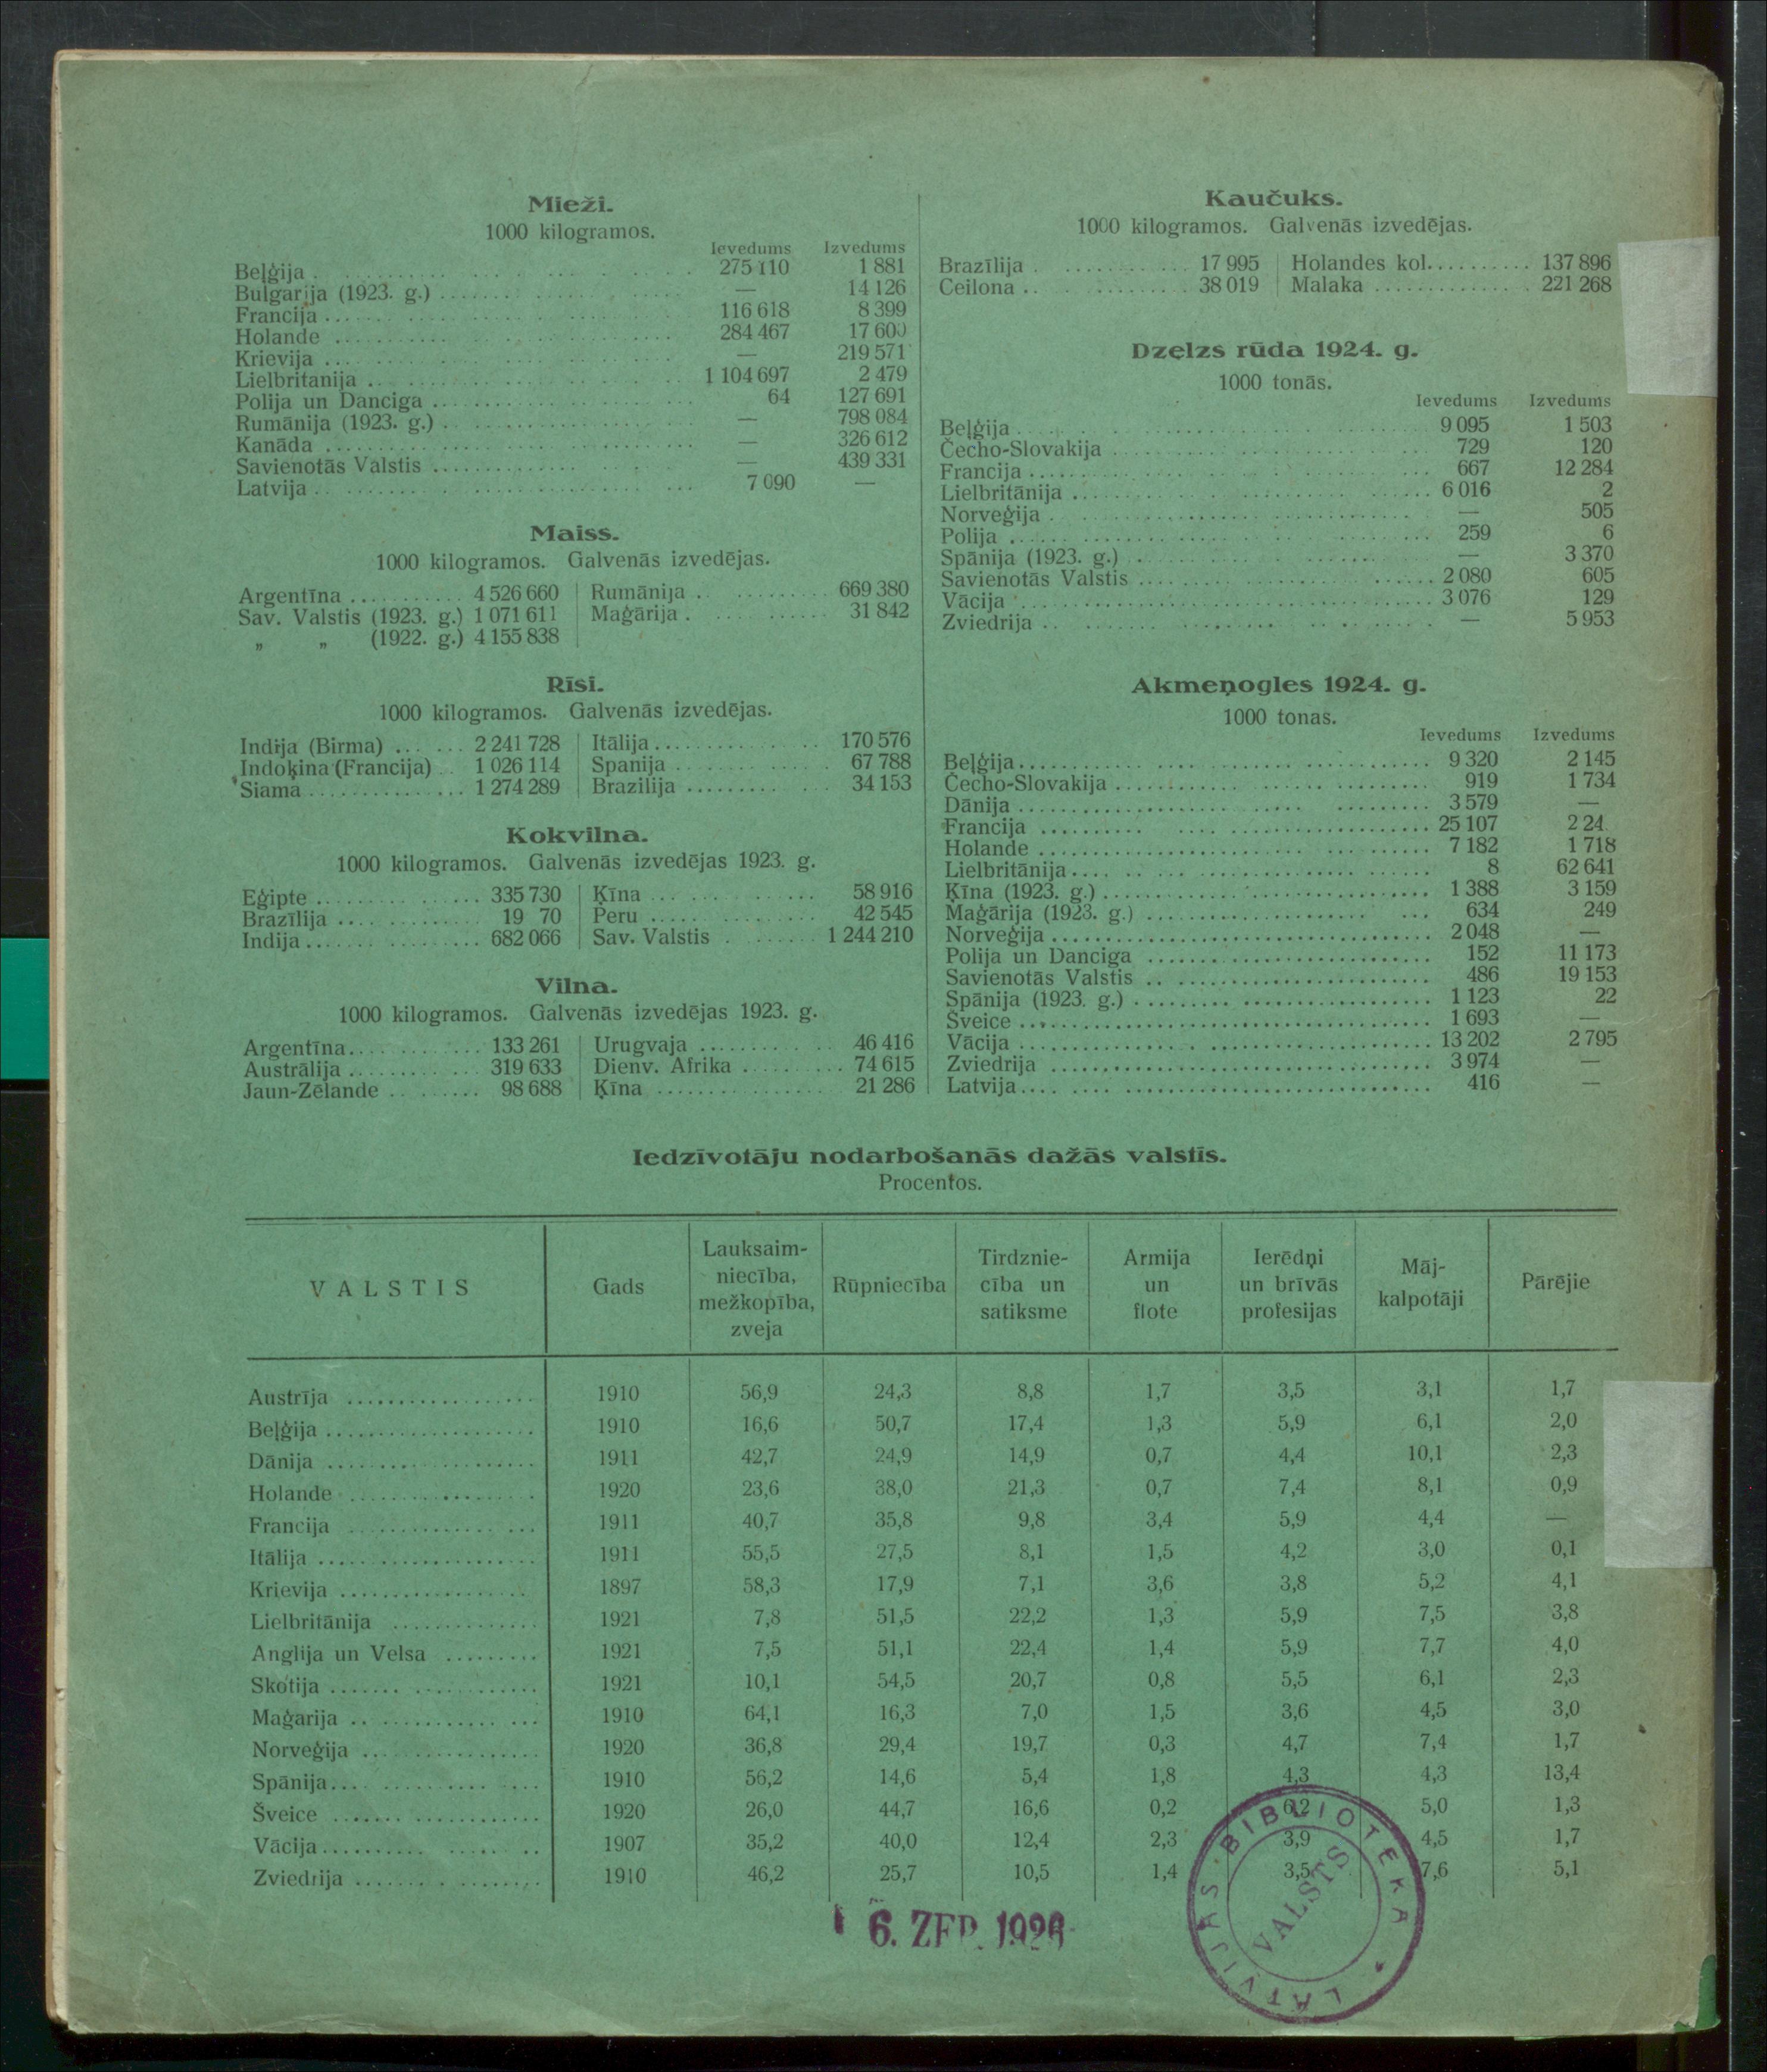 Mieži.
1000 kilogramos.
Ievedums Izvedums
Beļģija 275 110 1 881
Bulgarija (1923. g.) — 14 126
Francija 116 618 8 399
Holande 284 467 17 600
Krievija — 219 571
Lielbritanija 1 104 697 2 479
Polija un Danciga 64 127 691
Rumānija (1923. g.) — 798 084
Kanāda — 326 612
Savienotās Valstis — 439 331
Latvija 7 090 —
Maiss.
1000 kilogramos. Galvenās izvedējas.
Argentīna 4 526 660 Rumānija 669 380
Sav. Valstis (1923. g.) 1 071 611 Maģārija 31 842
„ „ (1922. g.) 4 155 838
Rīsi.
1000 kilogramos. Galvenās izvedējas.
Indija (Birma) 2 241 728 Itālija 170 576
Indoķina (Francija) 1 026 114 Spanija 67 788
Siama 1 274 289 Brazilija 34 153
Kokvilna.
1000 kilogramos. Galvenās izvedējas 1923. g.
Eģipte 335 730 Ķīna 58 916
Brazīlija 19 70 Peru 42 545
Indija 682 066 Sav. Valstis 1 244 210
Vilna.
1000 kilogramos. Galvenās izvedējas 1923. g.
Argentīna 133 261 Urugvaja 46 416
Austrālija 319 633 Dienv. Afrika 74 615
Jaun-Zēlande 98 688 Ķīna 21 286
Kaučuks.
1000 kilogramos. Galvenās izvedējas.
Brazīlija 17 995 Holandes kol. 137 896
Ceilona 38 019 Malaka 221 268
Dzelzs rūda 1924. g.
1000 tonās.
Ievedums Izvedums
Beļģija 9 095 1 503
Čecho-Slovakija 729 120
Francija 667 12 284
Lielbritānija 6 016 2
Norveģija — 505
Polija 259 6
Spānija (1923. g.) — 3 370
Savienotās Valstis 2 080 605
Vācija 3 076 129
Zviedrija — 5 953
Akmeņogles 1924. g.
1000 tonas.
Ievedums Izvedums
Beļģija 9 320 2 145
Čecho-Slovakija 919 1 734
Dānija 3 579 —
Francija 25 107 2 24
Holande 7 182 1 718
Lielbritānija 8 62 641
Ķīna (1923. g.) 1 388 3 159
Maģārija (1923. g.) 634 249
Norveģija 2 048 —
Polija un Danciga 152 11 173
Savienotās Valstis 486 19 153
Spānija (1923. g.) 1 123 22
Šveice 1 693 —
Vācija 13 202 2 795
Zviedrija 3 974 —
Latvija 416 —
Iedzīvotāju nodarbošanās dažās valstīs.
Procentos.
VALSTIS Gads Lauksaimniecība, mežkopība, zveja Rūpniecība Tirdzniecība un satiksme Armija un flote Ierēdņi un brīvās profesijas Mājkalpotāji Pārējie
Austrīja 1910 56,9 24,3 8,8 1,7 3,5 3,1 1,7
Beļģija 1910 16,6 50,7 17,4 1,3 5,9 6,1 2,0
Dānija 1911 42,7 24,9 14,9 0,7 4,4 10,1 2,3
Holande 1920 23,6 38,0 21,3 0,7 7,4 8,1 0,9
Francija 1911 40,7 35,8 9,8 3,4 5,9 4,4 —
Itālija 1911 55,5 27,5 8,1 1,5 4,2 3,0 0,1
Krievija 1897 58,3 17,9 7,1 3,6 3,8 5,2 4,1
Lielbritānija 1921 7,8 51,5 22,2 1,3 5,9 7,5 3,8
Anglija un Velsa 1921 7,5 51,1 22,4 1,4 5,9 7,7 4,0
Skotija 1921 10,1 54,5 20,7 0,8 5,5 6,1 2,3
Maģarija 1910 64,1 16,3 7,0 1,5 3,6 4,5 3,0
Norveģija 1920 36,8 29,4 19,7 0,3 4,7 7,4 1,7
Spānija 1910 56,2 14,6 5,4 1,8 4,3 4,3 13,4
Šveice 1920 26,0 44,7 16,6 0,2 6,2 5,0 1,3
Vācija 1907 35,2 40,0 12,4 2,3 3,9 4,5 1,7
Zviedrija 1910 46,2 25,7 10,5 1,4 3,5 7,6 5,1
6. ZEP. 1926
LATVIJAS BIBLIOTEKA
VALSTS